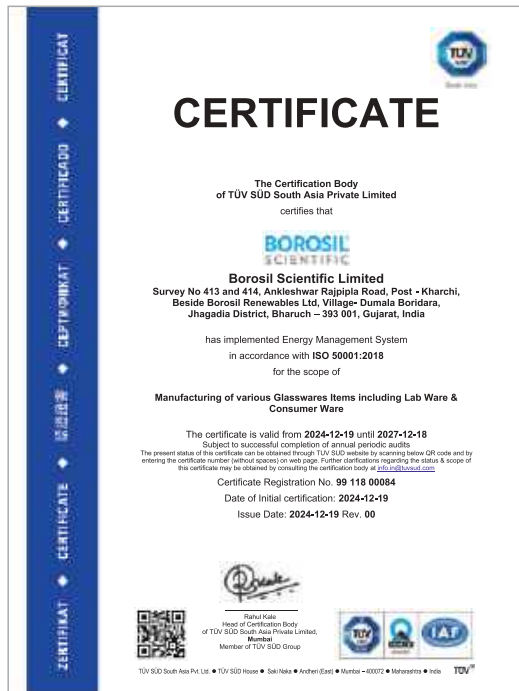 TÜV
CERTIFICATE
The Certification Body
of TÜV SÜD South Asia Private Limited
certifies that
BOROSIL
SCIENTIFIC
Borosil Scientific Limited
Survey No 413 and 414, Ankleshwar Rajpipla Road, Post - Kharchi,
Beside Borosil Renewables Ltd, Village- Dumala Boridara,
Jhagadia District, Bharuch – 393 001, Gujarat, India
has implemented Energy Management System
in accordance with ISO 50001:2018
for the scope of
Manufacturing of various Glasswares Items including Lab Ware &
Consumer Ware
The certificate is valid from 2024-12-19 until 2027-12-18
Subject to successful completion of annual periodic audits
The present status of this certificate can be obtained through TUV SUD website by scanning below QR code and by
entering the certificate number (without spaces) on web page. Further clarifications regarding the status & scope of
this certificate may be obtained by consulting the certification body at info.in@tuvsud.com
Certificate Registration No. 99 118 00084
Date of Initial certification: 2024-12-19
Issue Date: 2024-12-19 Rev. 00
Rahul Kale
Head of Certification Body
of TÜV SÜD South Asia Private Limited,
Mumbai
Member of TÜV SÜD Group
TÜV
IAF
TÜV SÜD South Asia Pvt. Ltd. ● TÜV SÜD House ● Saki Naka ● Andheri (East) ● Mumbai – 400072 ● Maharashtra ● India TÜV®
ZERTIFIKAT ◆ CERTIFICATE ◆
◆ СЕРТИФИКАТ ◆ CERTIFICADO ◆ CERTIFICAT